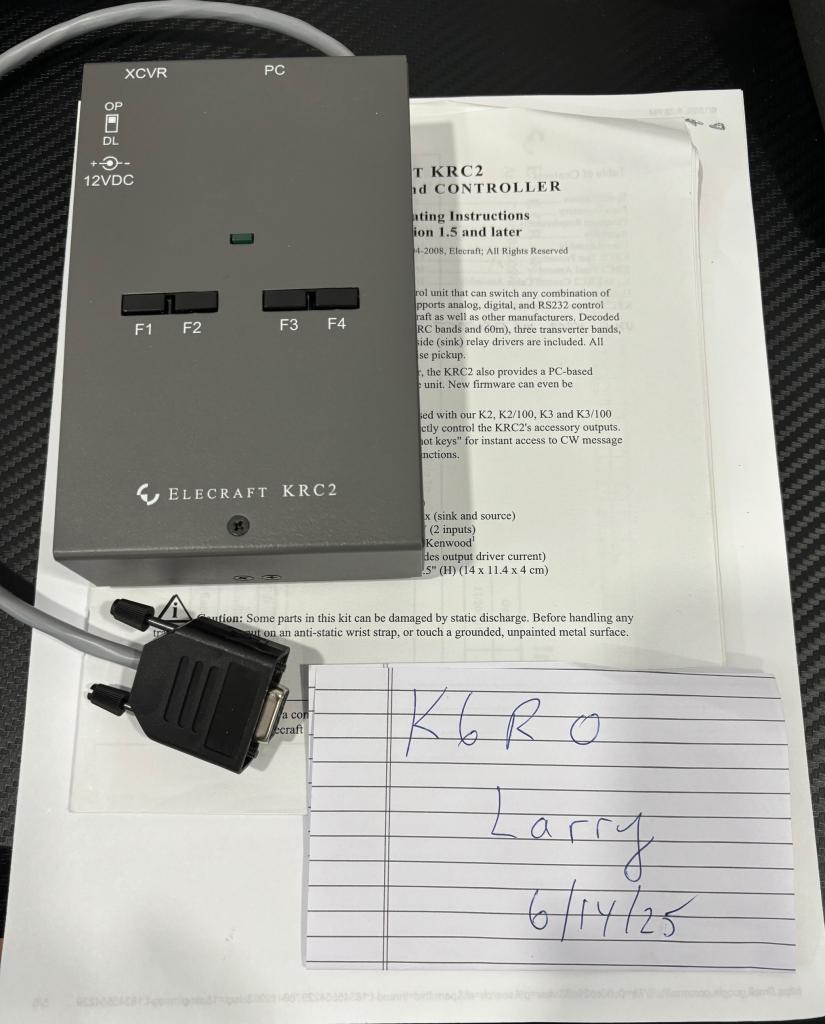 XCVR PC
OP
DL
+ -
12VDC
F1 F2 F3 F4
ELECRAFT KRC2
T KRC2
nd CONTROLLER
ating Instructions
ion 1.5 and later
4-2008, Elecraft; All Rights Reserved
rol unit that can switch any combination of
pports analog, digital, and RS232 control
raft as well as other manufacturers. Decoded
RC bands and 60m), three transverter bands,
side (sink) relay drivers are included. All
se pickup.
, the KRC2 also provides a PC-based
unit. New firmware can even be
sed with our K2, K2/100, K3 and K3/100
ctly control the KRC2's accessory outputs.
ot keys" for instant access to CW message
nctions.
x (sink and source)
(2 inputs)
Kenwood¹
des output driver current)
.5" (H) (14 x 11.4 x 4 cm)
ution: Some parts in this kit can be damaged by static discharge. Before handling any
ut on an anti-static wrist strap, or touch a grounded, unpainted metal surface.
a con
ecraft
K6RO
Larry
6/14/25